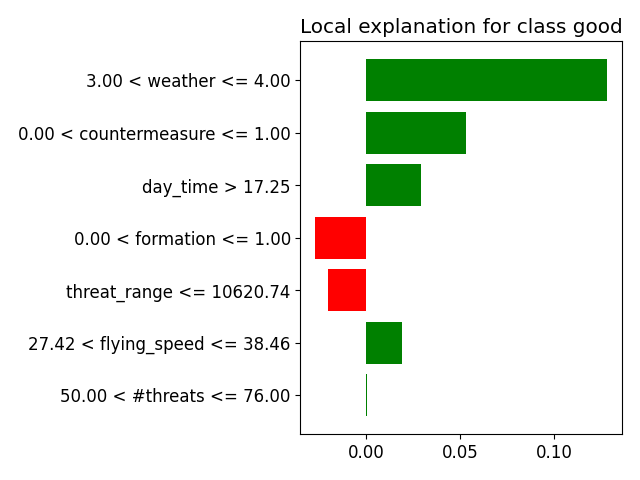 Local explanation for class good
3.00 < weather <= 4.00
0.00 < countermeasure <= 1.00
day_time > 17.25
0.00 < formation <= 1.00
threat_range <= 10620.74
27.42 < flying_speed <= 38.46
50.00 < #threats <= 76.00
0.00 0.05 0.10